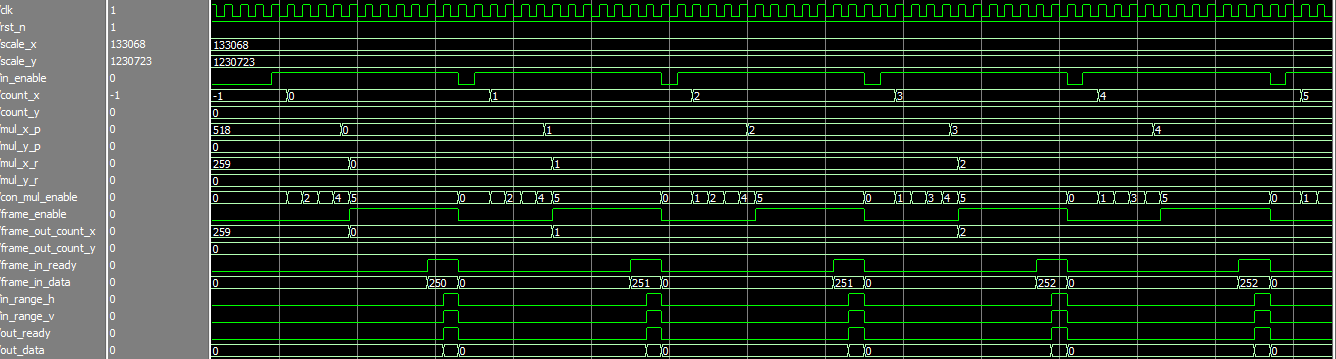 /clk 1
/rst_n 1
/scale_x 133068 133068
/scale_y 1230723 1230723
/in_enable 0
/count_x -1 -1 0 1 2 3 4 5
/count_y 0 0
/mul_x_p 0 518 0 1 2 3 4
/mul_y_p 0 0
/mul_x_r 0 259 0 1 2
/mul_y_r 0 0
/con_mul_enable 0 0 2 4 5 0 2 4 5 0 1 2 4 5 0 1 3 4 5 0 1 3 5 0 1
/frame_enable 0
/frame_out_count_x 0 259 0 1 2
/frame_out_count_y 0 0
/frame_in_ready 0
/frame_in_data 0 0 250 0 251 0 251 0 252 0 252 0
/in_range_h 0
/in_range_v 0
/out_ready 0
/out_data 0 0 0 0 0 0 0